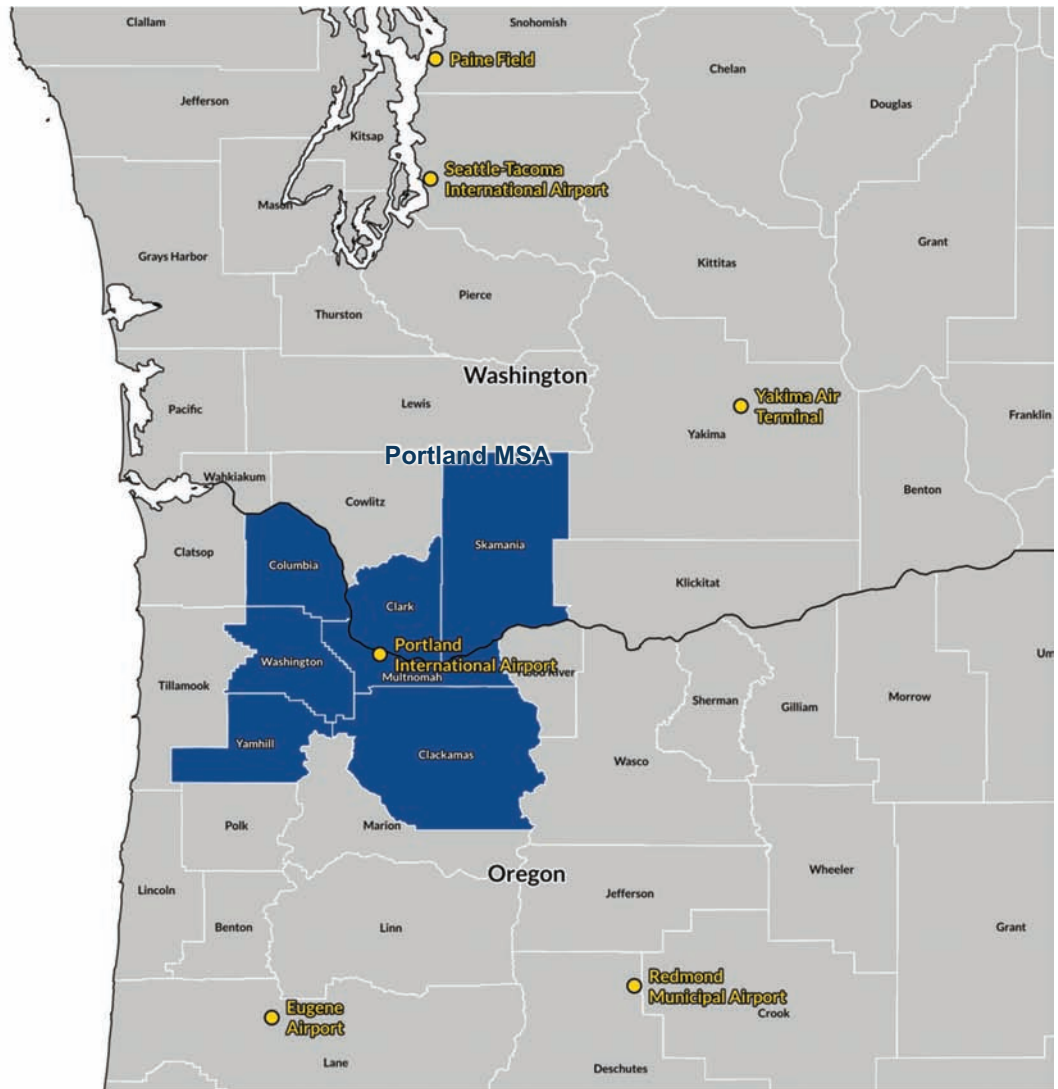 Clallam
Snohomish
Paine Field
Chelan
Jefferson
Douglas
Kitsap
Seattle-Tacoma
International Airport
Mason
Grant
Grays Harbor
Kittitas
Pierce
Thurston
Washington
Yakima Air
Terminal
Lewis
Pacific
Franklin
Yakima
Portland MSA
Wahkiakum
Benton
Cowlitz
Skamania
Clatsop
Columbia
Klickitat
Clark
Portland
International Airport
Washington
Multnomah
Hood River
Um
Tillamook
Sherman
Morrow
Gilliam
Yamhill
Clackamas
Wasco
Polk
Marion
Oregon
Wheeler
Lincoln
Jefferson
Benton
Linn
Grant
Redmond
Municipal Airport
Crook
Eugene
Airport
Lane
Deschutes